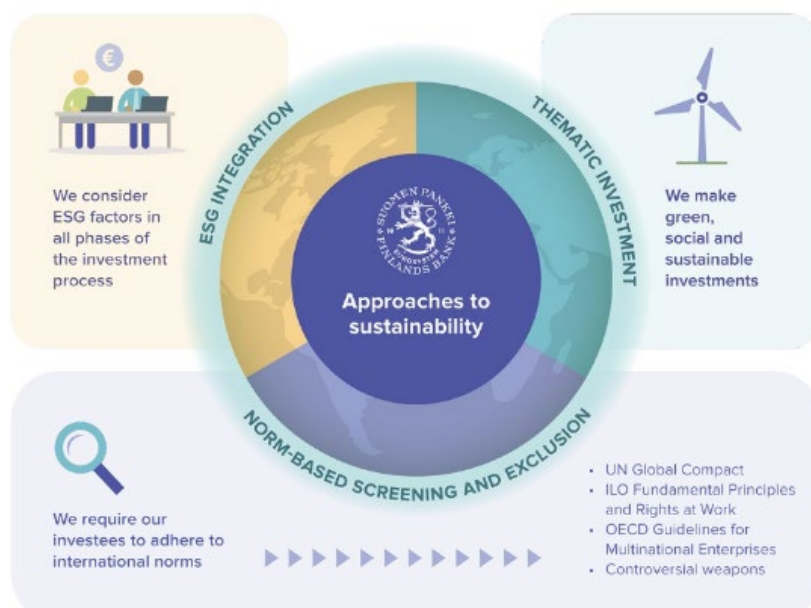 €
ESG INTEGRATION
We consider
ESG factors in
all phases of
the investment
process
THEMATIC INVESTMENT
We make
green,
social and
sustainable
investments
SUOMEN PANKKI
FINLANDS BANK
EUROSYSTEM
Approaches to
sustainability
NORM-BASED SCREENING AND EXCLUSION
We require our
investees to adhere to
international norms
• UN Global Compact
• ILO Fundamental Principles
and Rights at Work
• OECD Guidelines for
Multinational Enterprises
• Controversial weapons